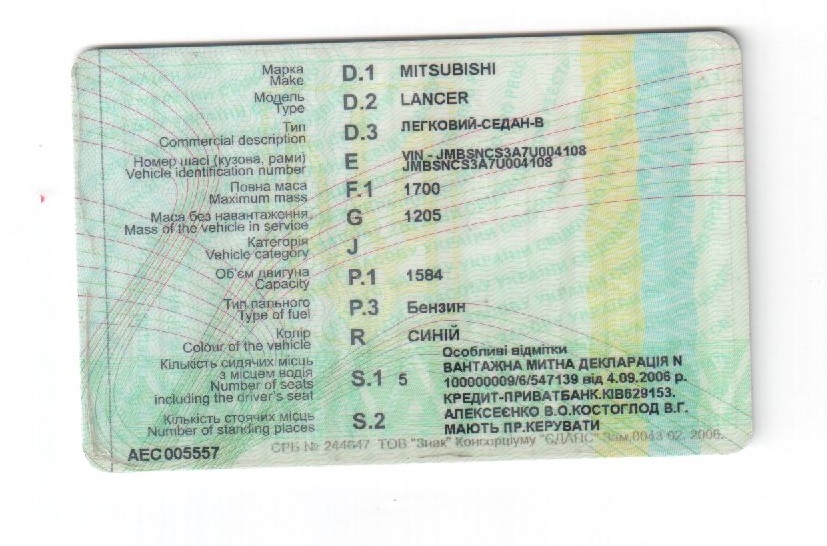 Марка
Make D.1 MITSUBISHI
Модель
Type D.2 LANCER
Тип
Commercial description D.3 ЛЕГКОВИЙ-СЕДАН-В
Номер шасі (кузова, рами)
Vehicle identification number E VIN - JMBSNCS3A7U004108
JMBSNCS3A7U004108
Повна маса
Maximum mass F.1 1700
Маса без навантаження
Mass of the vehicle in service G 1205
Категорія
Vehicle category J
Об'єм двигуна
Capacity P.1 1584
Тип пального
Type of fuel P.3 Бензин
Колір
Colour of the vehicle R СИНІЙ
Кількість сидячих місць
з місцем водія
Number of seats
including the driver's seat S.1 5
Кількість стоячих місць
Number of standing places S.2
Особливі відмітки
ВАНТАЖНА МИТНА ДЕКЛАРАЦІЯ N
100000009/6/547139 від 4.09.2006 р.
КРЕДИТ-ПРИВАТБАНК.КІВ629153.
АЛЕКСЕЄНКО В.О.КОСТОГЛОД В.Г.
МАЮТЬ ПР.КЕРУВАТИ
АЕС005557
СРБ № 244647 ТОВ "Знак" Консорціуму "ЄДАПС" Зам.0043 02. 2006.